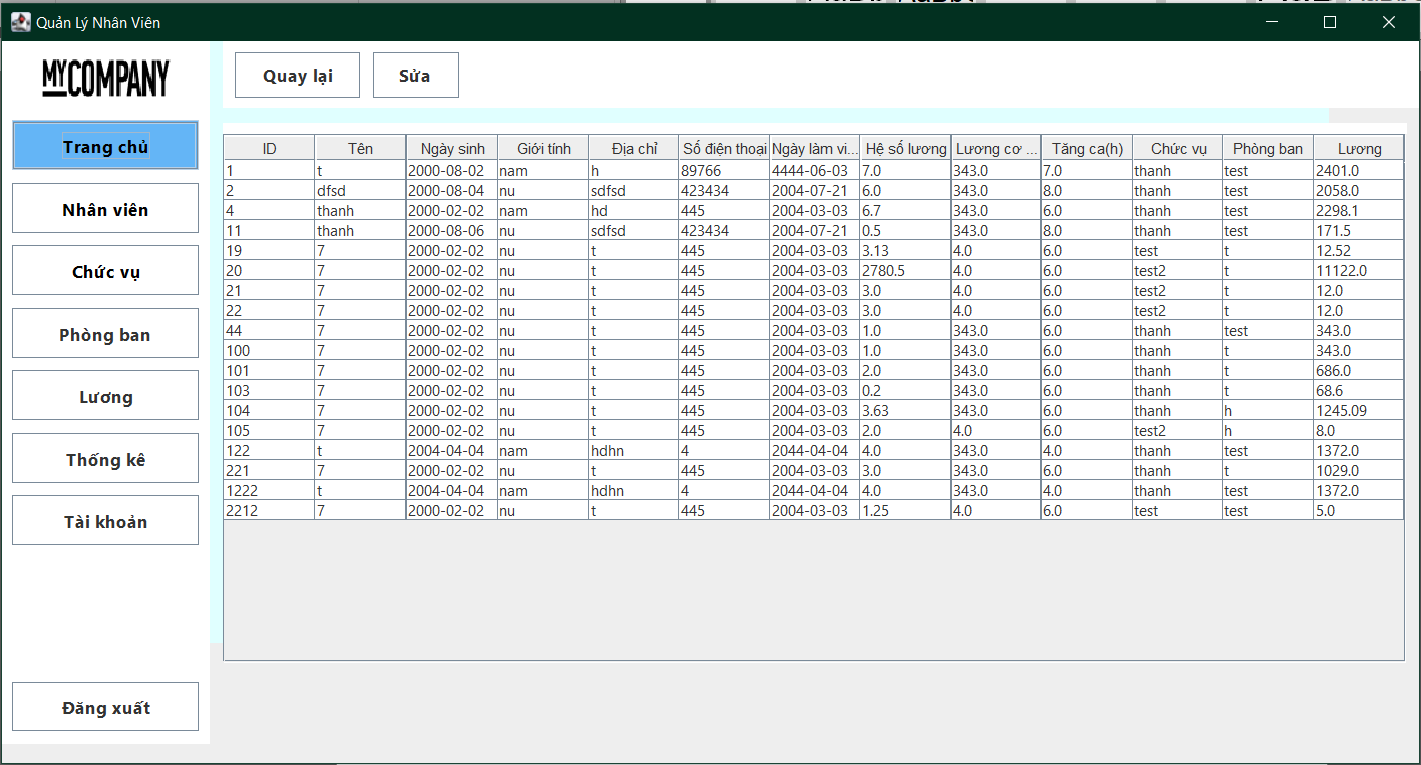 Quản Lý Nhân Viên
MYCOMPANY
Quay lại Sửa
Trang chủ
Nhân viên
Chức vụ
Phòng ban
Lương
Thống kê
Tài khoản
Đăng xuất
ID Tên Ngày sinh Giới tính Địa chỉ Số điện thoại Ngày làm vi... Hệ số lương Lương cơ ... Tăng ca(h) Chức vụ Phòng ban Lương
1 t 2000-08-02 nam h 89766 4444-06-03 7.0 343.0 7.0 thanh test 2401.0
2 dfsd 2000-08-04 nu sdfsd 423434 2004-07-21 6.0 343.0 8.0 thanh test 2058.0
4 thanh 2000-02-02 nam hd 445 2004-03-03 6.7 343.0 6.0 thanh test 2298.1
11 thanh 2000-08-06 nu sdfsd 423434 2004-07-21 0.5 343.0 8.0 thanh test 171.5
19 7 2000-02-02 nu t 445 2004-03-03 3.13 4.0 6.0 test t 12.52
20 7 2000-02-02 nu t 445 2004-03-03 2780.5 4.0 6.0 test2 t 11122.0
21 7 2000-02-02 nu t 445 2004-03-03 3.0 4.0 6.0 test2 t 12.0
22 7 2000-02-02 nu t 445 2004-03-03 3.0 4.0 6.0 test2 t 12.0
44 7 2000-02-02 nu t 445 2004-03-03 1.0 343.0 6.0 thanh test 343.0
100 7 2000-02-02 nu t 445 2004-03-03 1.0 343.0 6.0 thanh t 343.0
101 7 2000-02-02 nu t 445 2004-03-03 2.0 343.0 6.0 thanh t 686.0
103 7 2000-02-02 nu t 445 2004-03-03 0.2 343.0 6.0 thanh t 68.6
104 7 2000-02-02 nu t 445 2004-03-03 3.63 343.0 6.0 thanh h 1245.09
105 7 2000-02-02 nu t 445 2004-03-03 2.0 4.0 6.0 test2 h 8.0
122 t 2004-04-04 nam hdhn 4 2044-04-04 4.0 343.0 4.0 thanh test 1372.0
221 7 2000-02-02 nu t 445 2004-03-03 3.0 343.0 6.0 thanh t 1029.0
1222 t 2004-04-04 nam hdhn 4 2044-04-04 4.0 343.0 4.0 thanh test 1372.0
2212 7 2000-02-02 nu t 445 2004-03-03 1.25 4.0 6.0 test test 5.0